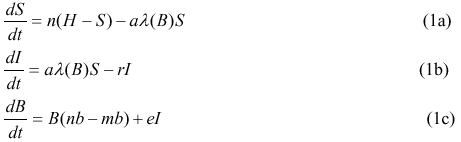 dS/dt = n(H − S) − aλ(B)S (1a)
dI/dt = aλ(B)S − rI (1b)
dB/dt = B(nb − mb) + eI (1c)